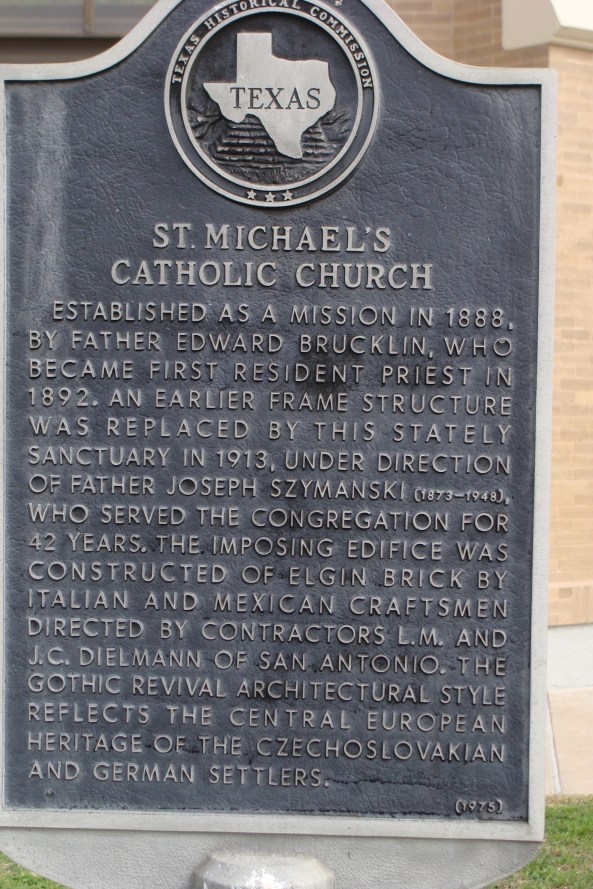 TEXAS HISTORICAL COMMISSION
TEXAS
ST. MICHAEL'S
CATHOLIC CHURCH
ESTABLISHED AS A MISSION IN 1888,
BY FATHER EDWARD BRUCKLIN, WHO
BECAME FIRST RESIDENT PRIEST IN
1892. AN EARLIER FRAME STRUCTURE
WAS REPLACED BY THIS STATELY
SANCTUARY IN 1913, UNDER DIRECTION
OF FATHER JOSEPH SZYMANSKI (1873–1948),
WHO SERVED THE CONGREGATION FOR
42 YEARS. THE IMPOSING EDIFICE WAS
CONSTRUCTED OF ELGIN BRICK BY
ITALIAN AND MEXICAN CRAFTSMEN
DIRECTED BY CONTRACTORS L.M. AND
J.C. DIELMANN OF SAN ANTONIO. THE
GOTHIC REVIVAL ARCHITECTURAL STYLE
REFLECTS THE CENTRAL EUROPEAN
HERITAGE OF THE CZECHOSLOVAKIAN
AND GERMAN SETTLERS.
(1975)